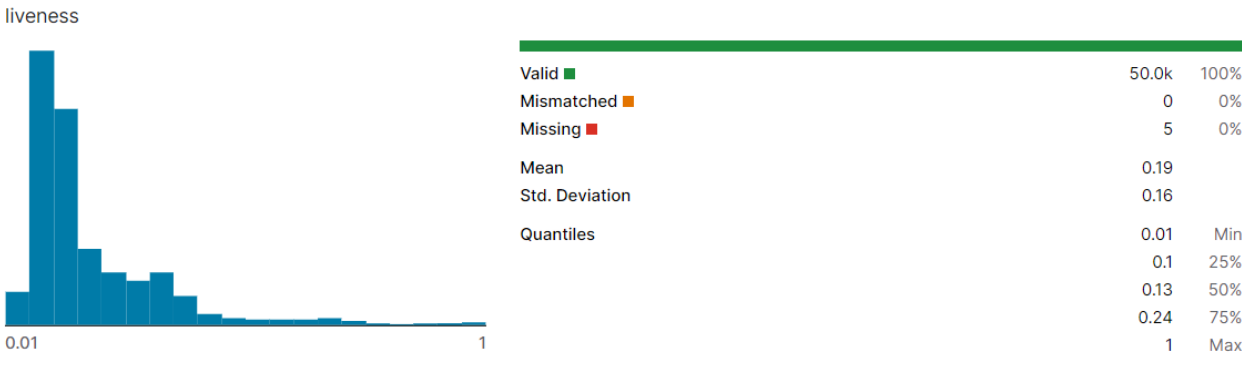 liveness
0.01 1
Valid 50.0k 100%
Mismatched 0 0%
Missing 5 0%
Mean 0.19
Std. Deviation 0.16
Quantiles 0.01 Min
0.1 25%
0.13 50%
0.24 75%
1 Max